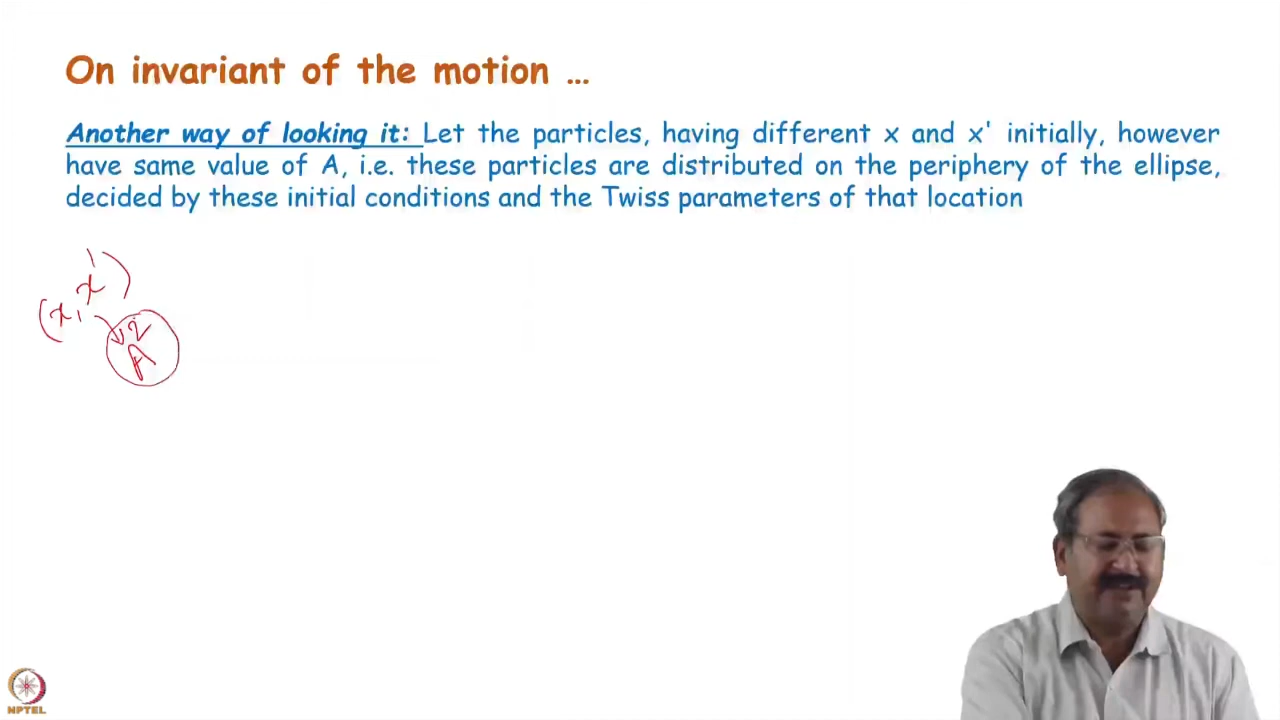 On invariant of the motion ...
Another way of looking it: Let the particles, having different x and x' initially, however
have same value of A, i.e. these particles are distributed on the periphery of the ellipse,
decided by these initial conditions and the Twiss parameters of that location
(x, x')
A²
NPTEL